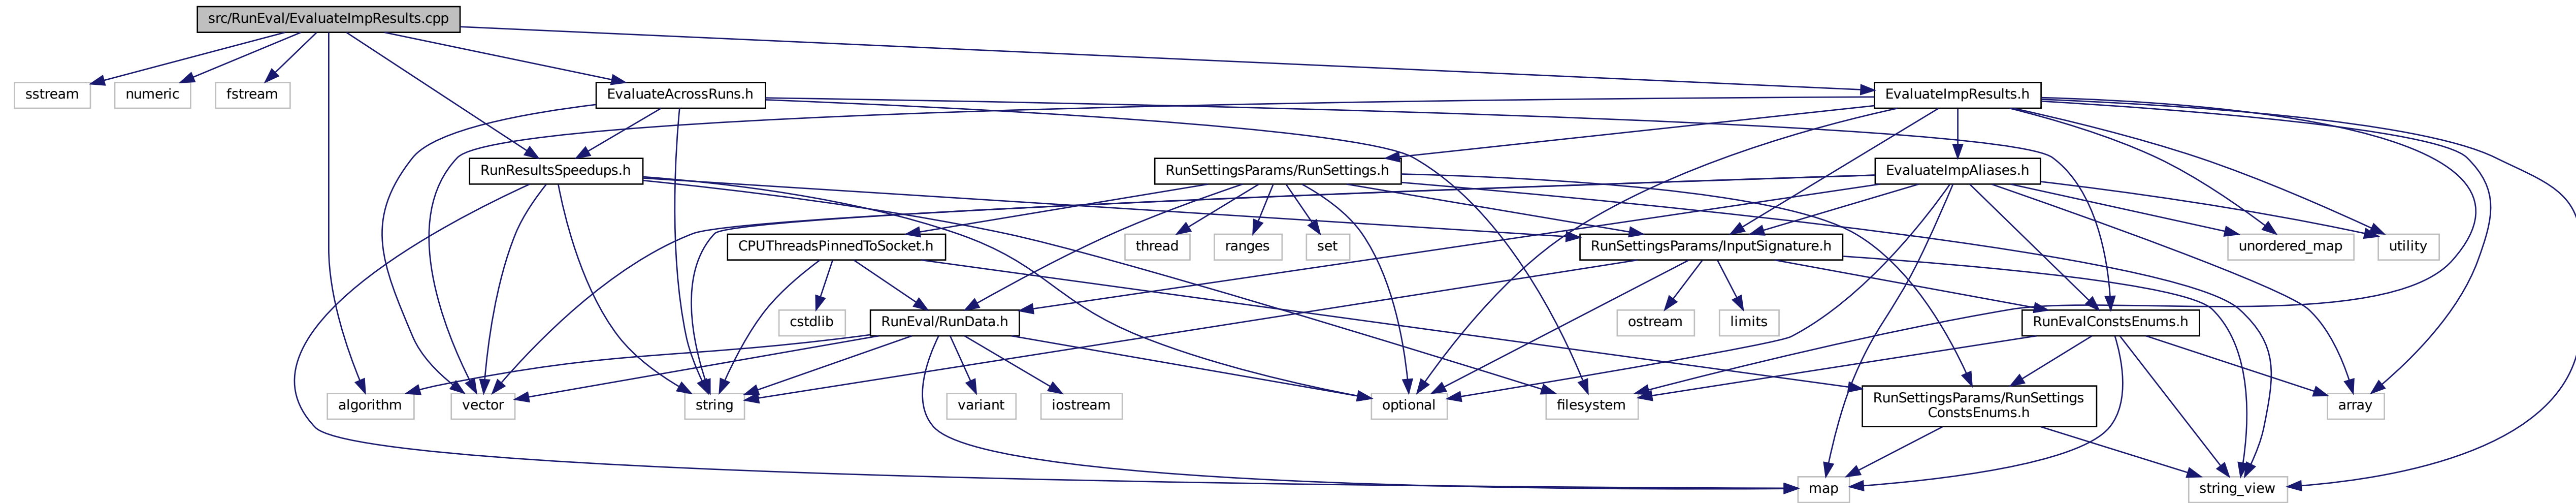 src/RunEval/EvaluateImpResults.cpp
sstream
numeric
fstream
EvaluateAcrossRuns.h
EvaluateImpResults.h
RunResultsSpeedups.h
RunSettingsParams/RunSettings.h
EvaluateImpAliases.h
CPUThreadsPinnedToSocket.h
thread
ranges
set
RunSettingsParams/InputSignature.h
unordered_map
utility
cstdlib
RunEval/RunData.h
ostream
limits
RunEvalConstsEnums.h
algorithm
vector
string
variant
iostream
optional
filesystem
RunSettingsParams/RunSettings
ConstsEnums.h
array
map
string_view